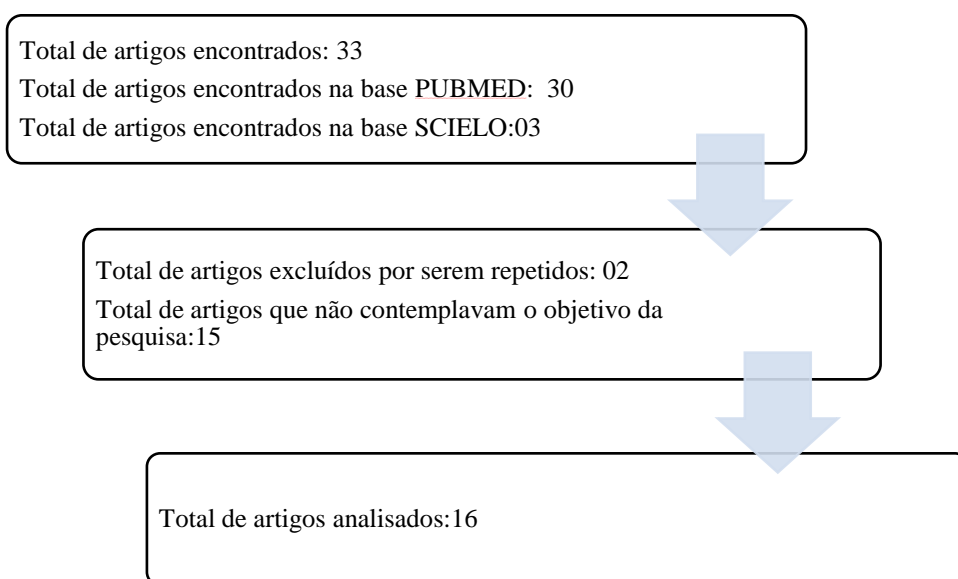 Total de artigos encontrados: 33
Total de artigos encontrados na base PUBMED:  30
Total de artigos encontrados na base SCIELO:03
Total de artigos excluídos por serem repetidos: 02
Total de artigos que não contemplavam o objetivo da
pesquisa:15
Total de artigos analisados:16